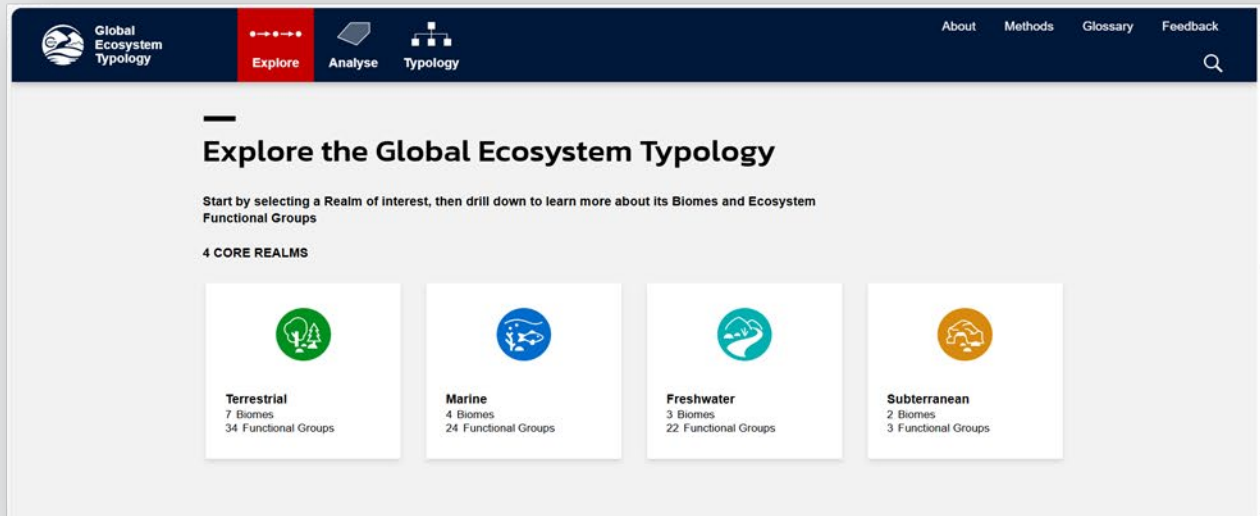 Global
Ecosystem
Typology
Explore
Analyse
Typology
About
Methods
Glossary
Feedback
Explore the Global Ecosystem Typology
Start by selecting a Realm of interest, then drill down to learn more about its Biomes and Ecosystem
Functional Groups
4 CORE REALMS
Terrestrial
7 Biomes
34 Functional Groups
Marine
4 Biomes
24 Functional Groups
Freshwater
3 Biomes
22 Functional Groups
Subterranean
2 Biomes
3 Functional Groups